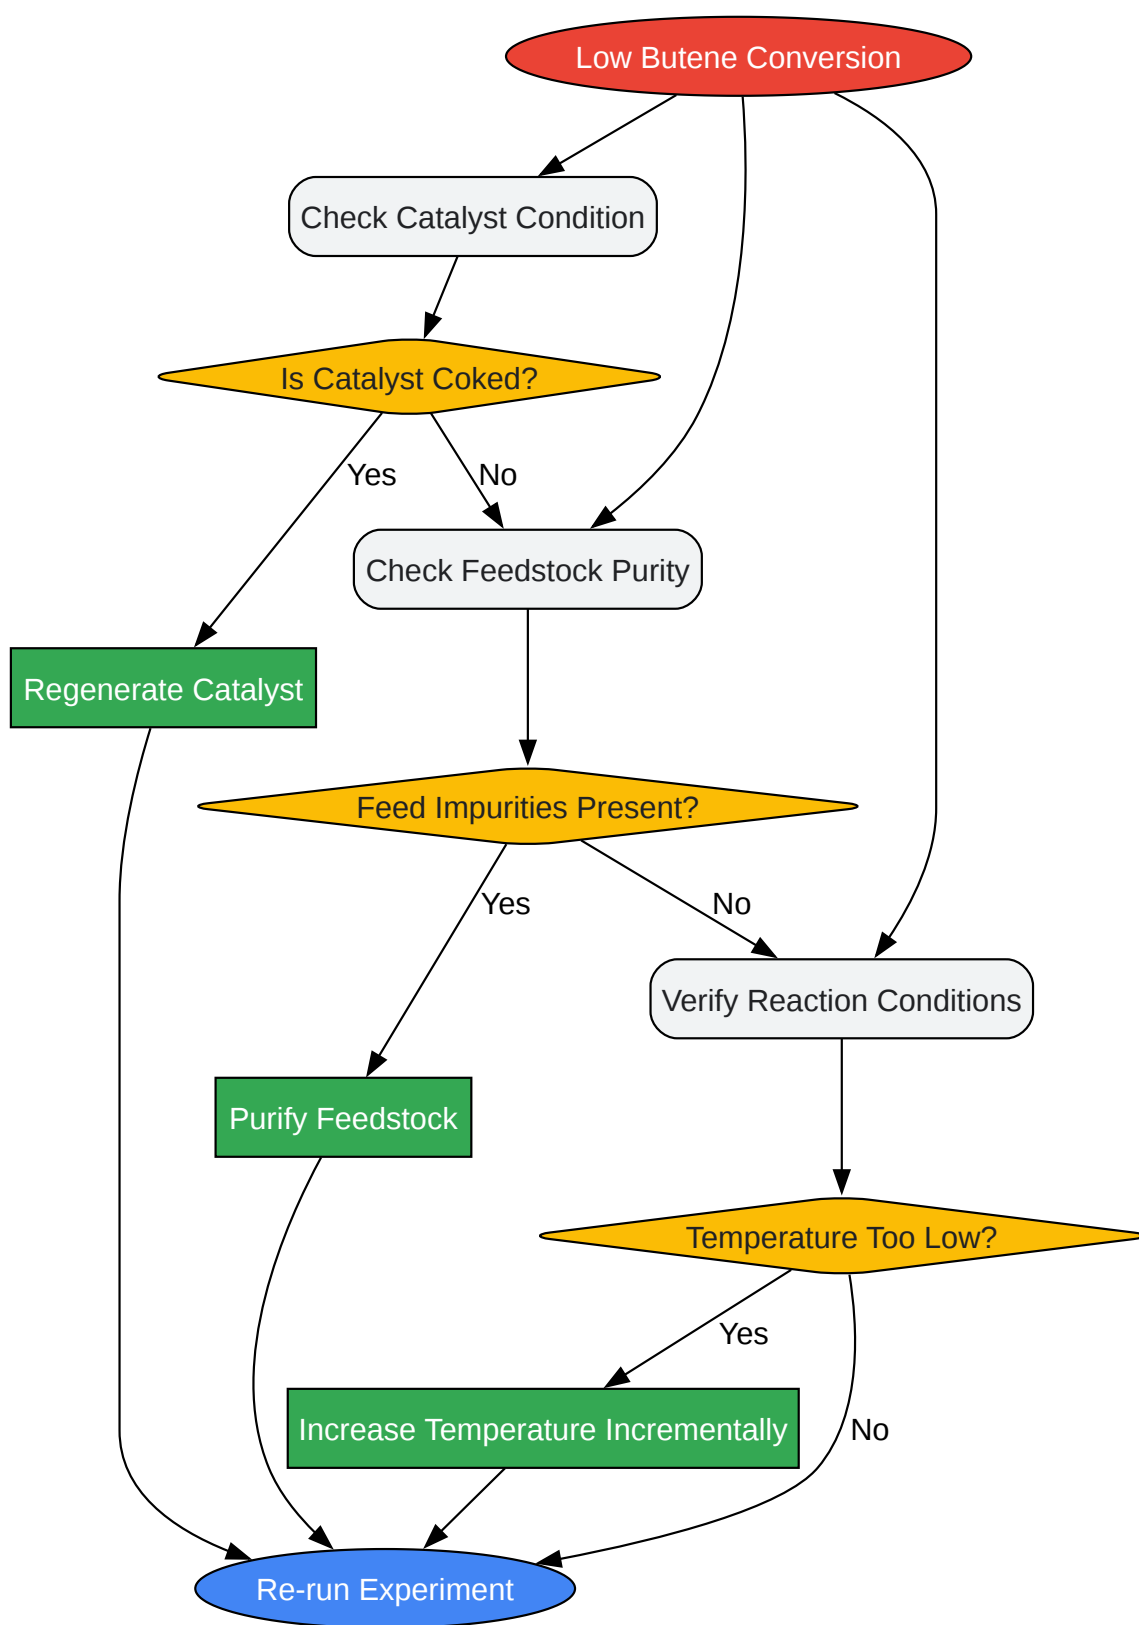 Low Butene Conversion
Check Catalyst Condition
Is Catalyst Coked?
Yes
No
Check Feedstock Purity
Regenerate Catalyst
Feed Impurities Present?
Yes
No
Verify Reaction Conditions
Purify Feedstock
Temperature Too Low?
Yes
Increase Temperature Incrementally
No
Re-run Experiment